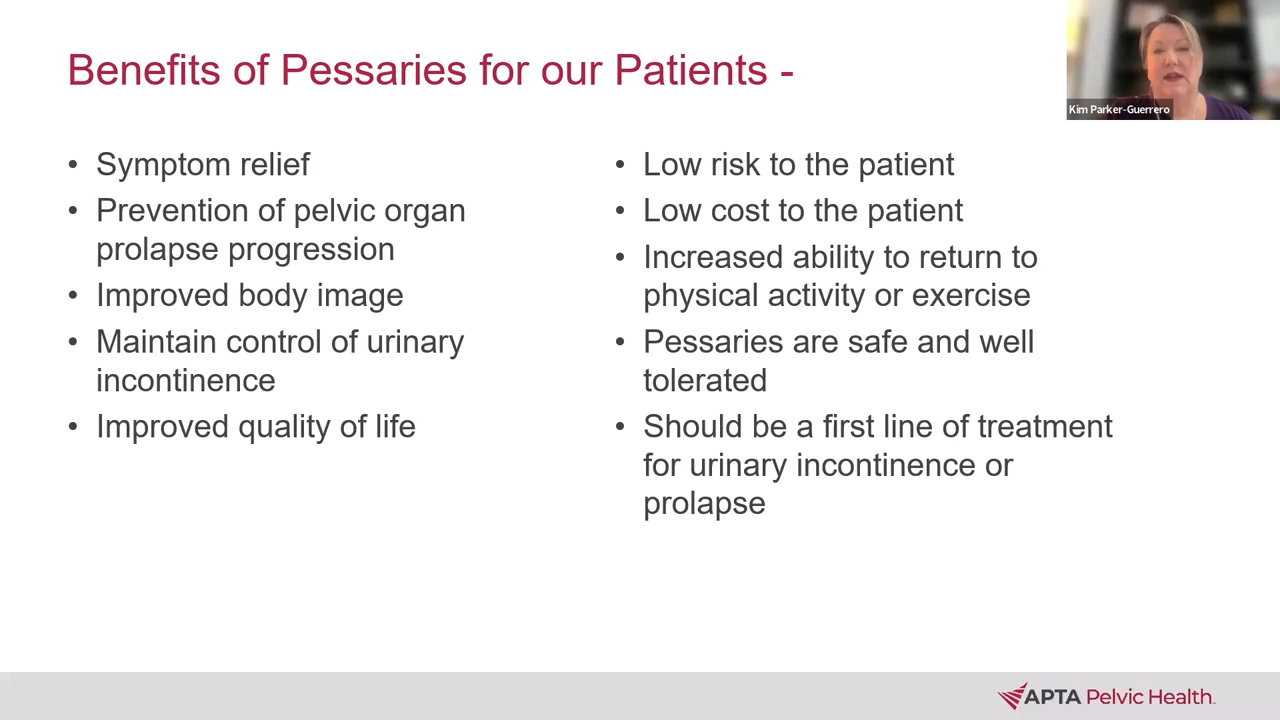 Benefits of Pessaries for our Patients -
Kim Parker-Guerrero
• Symptom relief
• Prevention of pelvic organ
prolapse progression
• Improved body image
• Maintain control of urinary
incontinence
• Improved quality of life
• Low risk to the patient
• Low cost to the patient
• Increased ability to return to
physical activity or exercise
• Pessaries are safe and well
tolerated
• Should be a first line of treatment
for urinary incontinence or
prolapse
APTA Pelvic Health